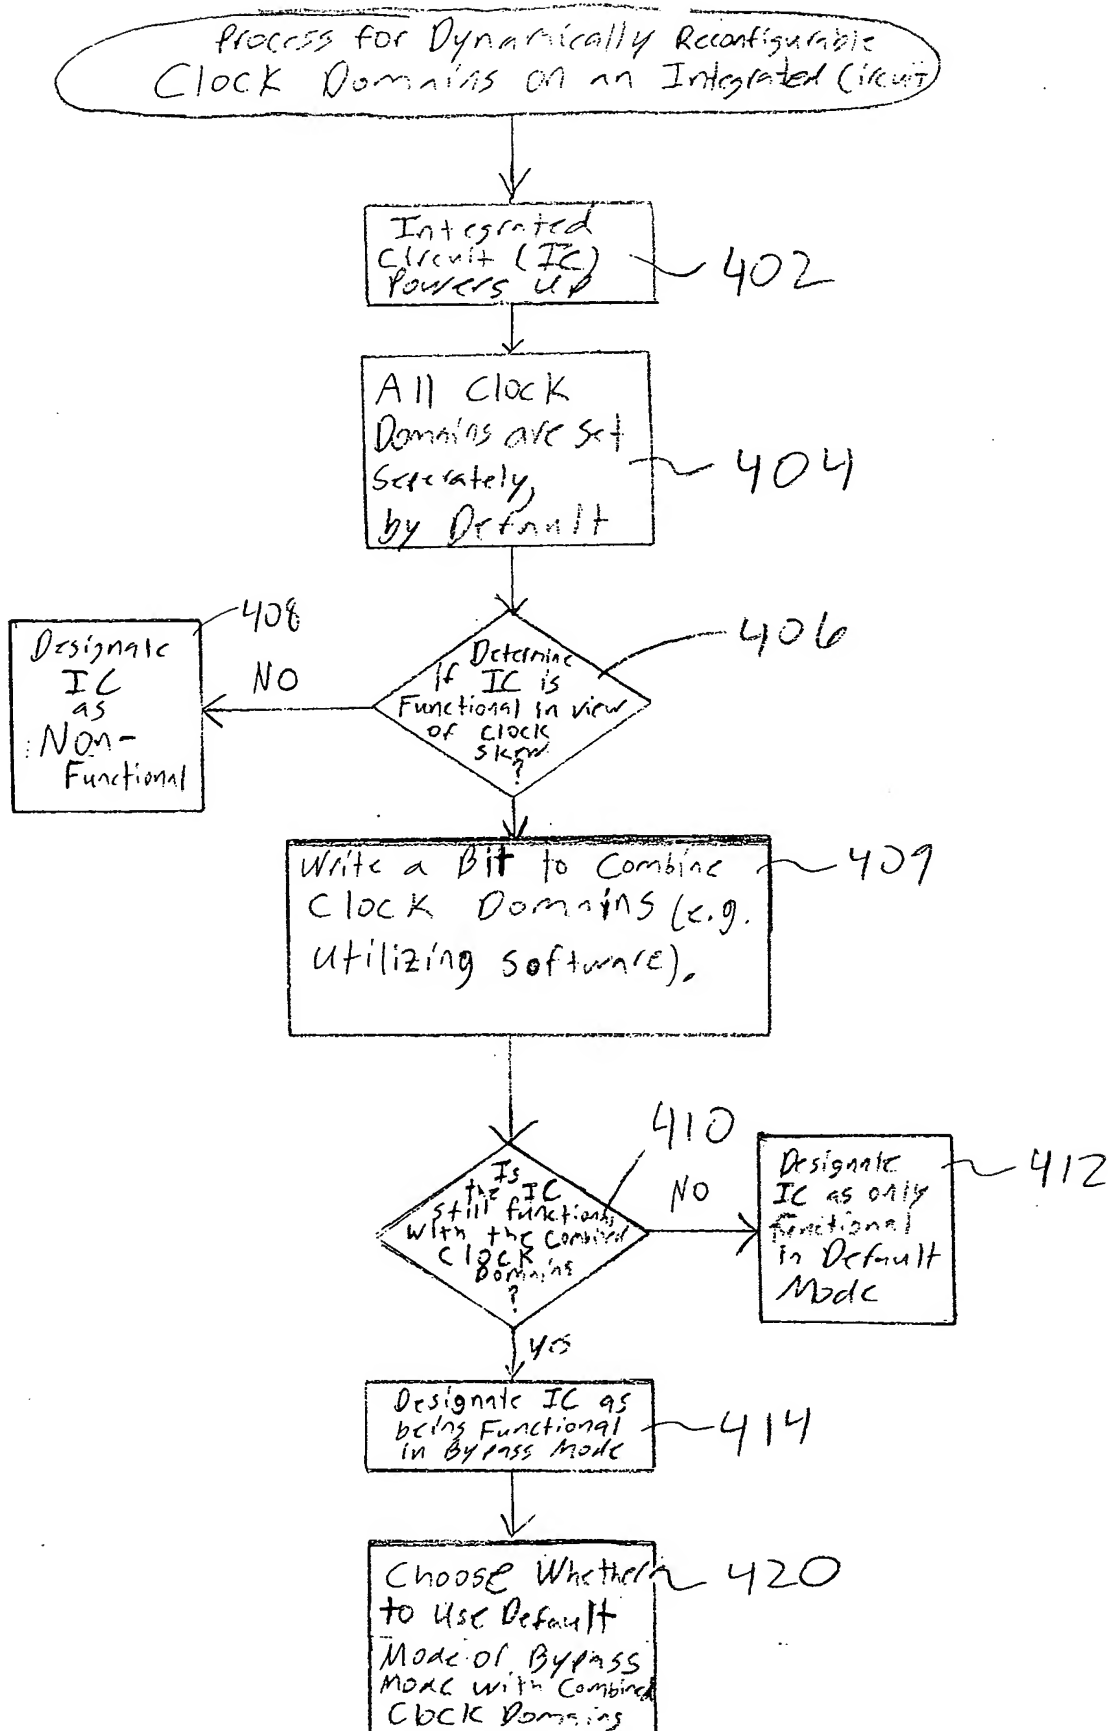 Process for Dynamically Reconfigurable
Clock Domains on an Integrated Circuit
Integrated
Circuit (IC)
Powers Up
402
All Clock
Domains are Set
Seperately,
by Default
404
Determine
If IC is
Functional in view
of Clock
Skew
?
406
NO
408
Designate
IC
as
Non-
Functional
Write a Bit to Combine
Clock Domains (e.g.
utilizing software).
409
Is
the IC
still functional
with the Combined
Clock
Domains
?
410
NO
Designate
IC as only
Functional
in Default
Mode
412
yes
Designate IC as
being Functional
in Bypass Mode
414
Choose Whether
to Use Default
Mode or Bypass
Mode with Combined
Clock Domains
420